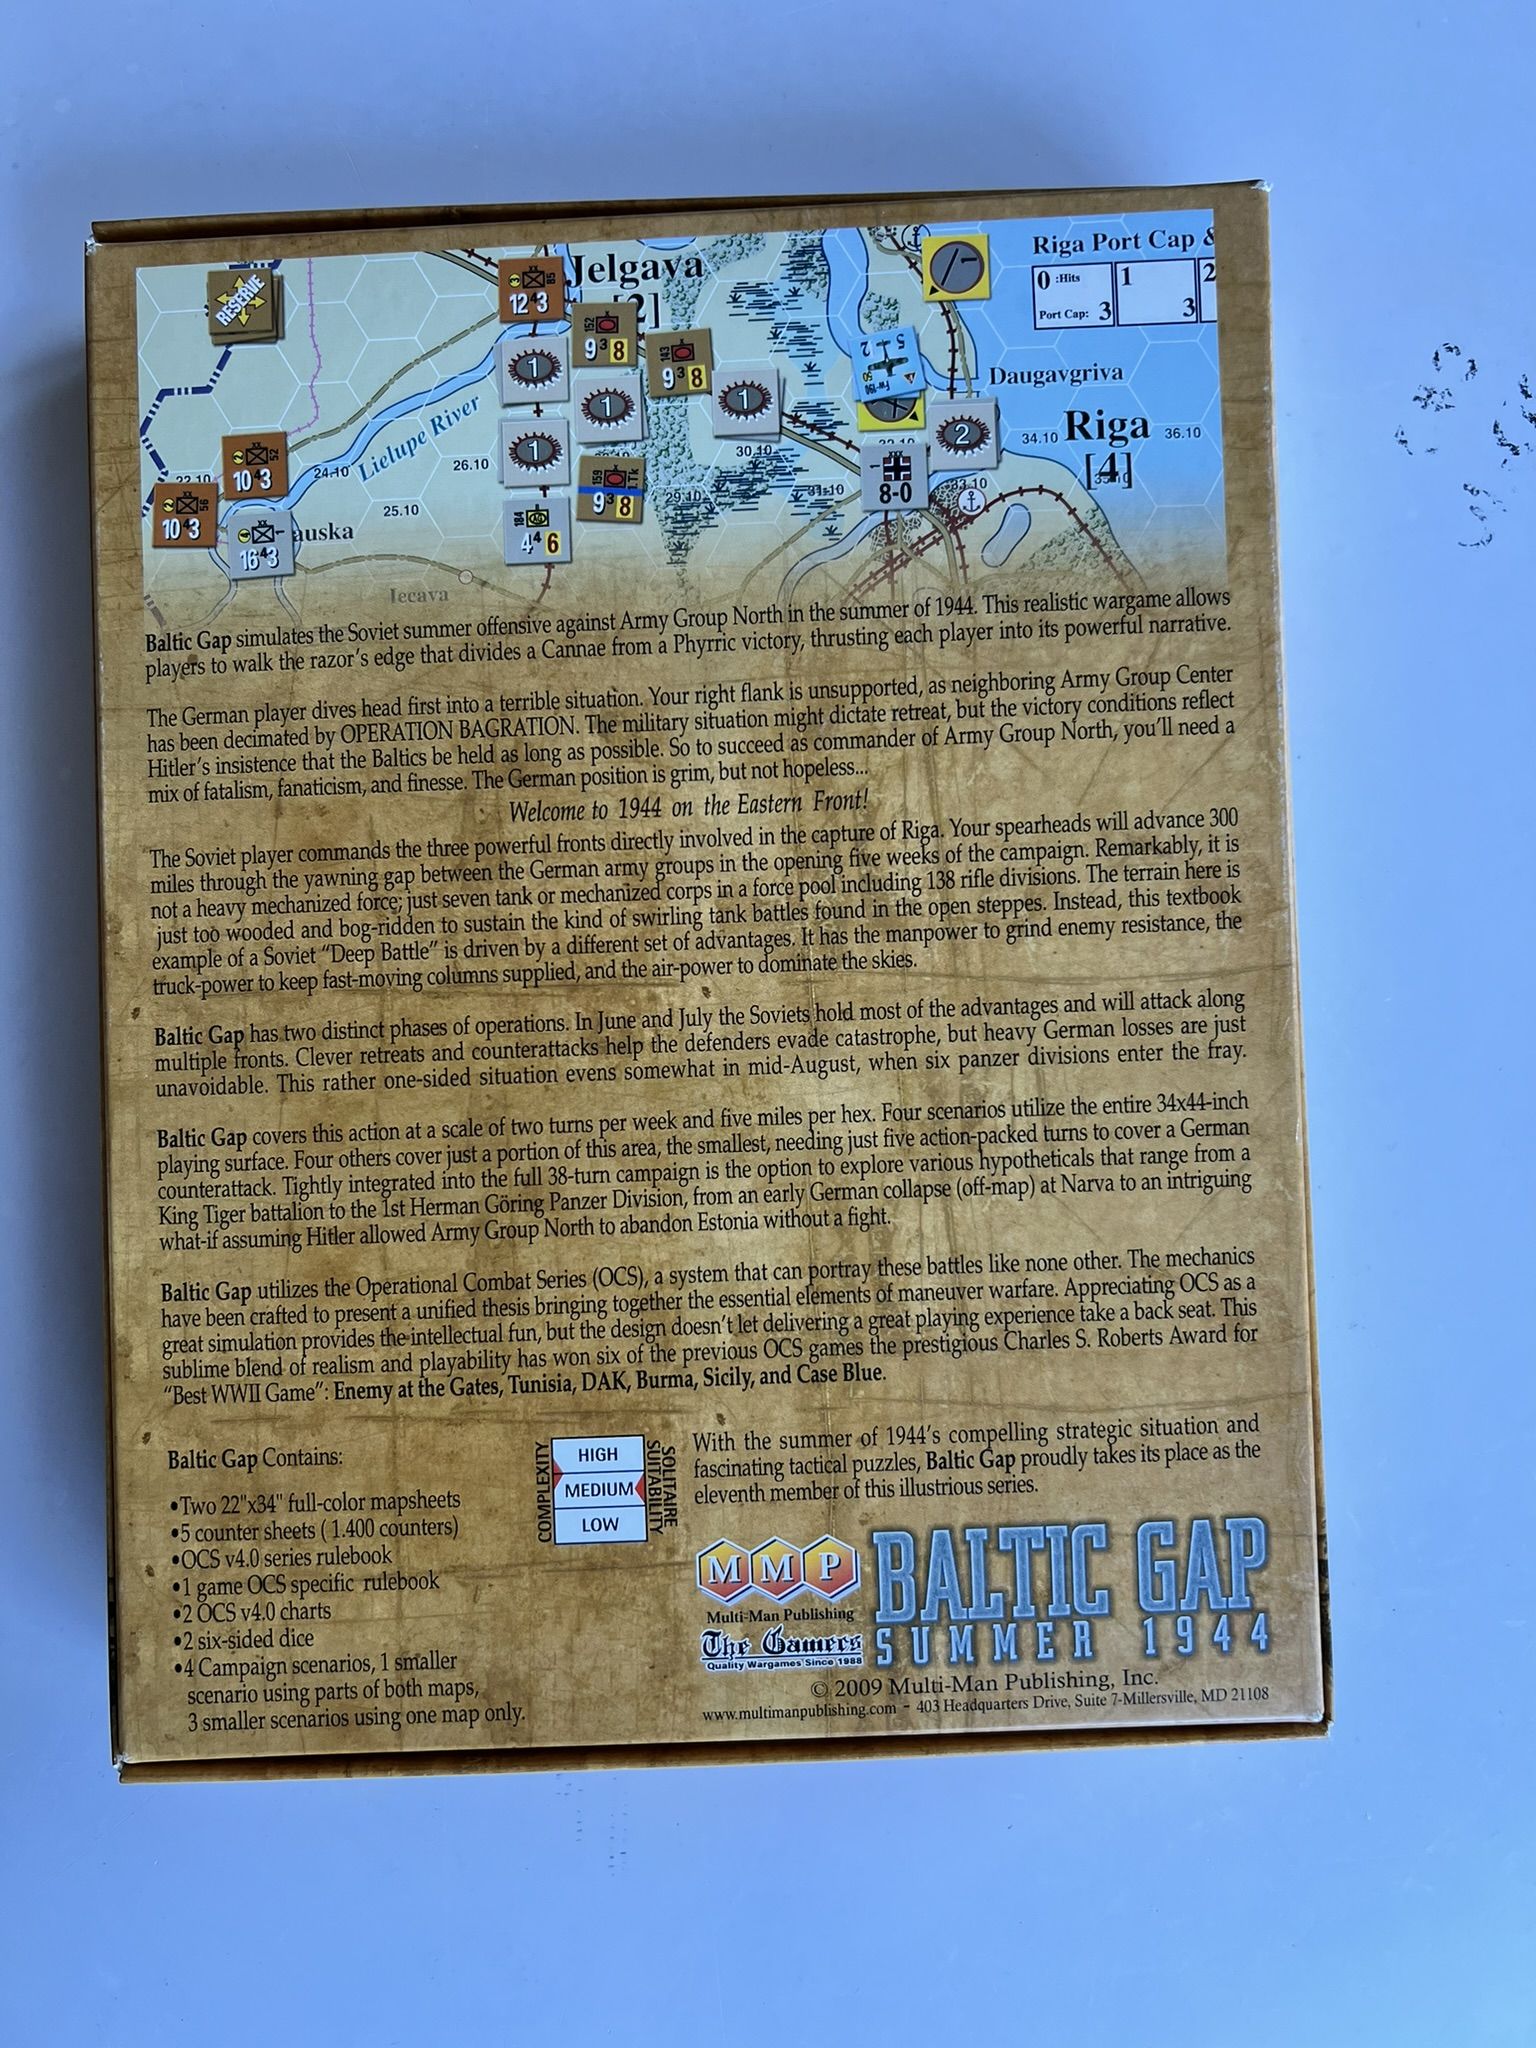 RESERVE
Jelgava
[2]
Riga Port Cap &
0 :Hits
Port Cap: 3
1
3
2
12 4 3
85
152
9 3 8
143
9 3 8
1
1
1
1
FW-190
5 2
50
1
Daugavgriva
Riga
[4]
34.10
36.10
2
Lielupe River
26.10
30.10
24.10
29.10
31.10
33.10
25.10
52
10 4 3
56
10 4 3
16 4 3
1
159
Tk
9 3 8
184
4 4 6
1
8-0
auska
Iecava
Baltic Gap simulates the Soviet summer offensive against Army Group North in the summer of 1944. This realistic wargame allows
players to walk the razor's edge that divides a Cannae from a Phyrric victory, thrusting each player into its powerful narrative.
The German player dives head first into a terrible situation. Your right flank is unsupported, as neighboring Army Group Center
has been decimated by OPERATION BAGRATION. The military situation might dictate retreat, but the victory conditions reflect
Hitler's insistence that the Baltics be held as long as possible. So to succeed as commander of Army Group North, you'll need a
mix of fatalism, fanaticism, and finesse. The German position is grim, but not hopeless...
Welcome to 1944 on the Eastern Front!
The Soviet player commands the three powerful fronts directly involved in the capture of Riga. Your spearheads will advance 300
miles through the yawning gap between the German army groups in the opening five weeks of the campaign. Remarkably, it is
not a heavy mechanized force; just seven tank or mechanized corps in a force pool including 138 rifle divisions. The terrain here is
just too wooded and bog-ridden to sustain the kind of swirling tank battles found in the open steppes. Instead, this textbook
example of a Soviet "Deep Battle" is driven by a different set of advantages. It has the manpower to grind enemy resistance, the
truck-power to keep fast-moving columns supplied, and the air-power to dominate the skies.
Baltic Gap has two distinct phases of operations. In June and July the Soviets hold most of the advantages and will attack along
multiple fronts. Clever retreats and counterattacks help the defenders evade catastrophe, but heavy German losses are just
unavoidable. This rather one-sided situation evens somewhat in mid-August, when six panzer divisions enter the fray.
Baltic Gap covers this action at a scale of two turns per week and five miles per hex. Four scenarios utilize the entire 34x44-inch
playing surface. Four others cover just a portion of this area, the smallest, needing just five action-packed turns to cover a German
counterattack. Tightly integrated into the full 38-turn campaign is the option to explore various hypotheticals that range from a
King Tiger battalion to the 1st Herman Göring Panzer Division, from an early German collapse (off-map) at Narva to an intriguing
what-if assuming Hitler allowed Army Group North to abandon Estonia without a fight.
Baltic Gap utilizes the Operational Combat Series (OCS), a system that can portray these battles like none other. The mechanics
have been crafted to present a unified thesis bringing together the essential elements of maneuver warfare. Appreciating OCS as a
great simulation provides the intellectual fun, but the design doesn't let delivering a great playing experience take a back seat. This
sublime blend of realism and playability has won six of the previous OCS games the prestigious Charles S. Roberts Award for
"Best WWII Game": Enemy at the Gates, Tunisia, DAK, Burma, Sicily, and Case Blue.
Baltic Gap Contains:
•Two 22"x34" full-color mapsheets
•5 counter sheets ( 1.400 counters)
•OCS v4.0 series rulebook
•1 game OCS specific rulebook
•2 OCS v4.0 charts
•2 six-sided dice
•4 Campaign scenarios, 1 smaller
scenario using parts of both maps,
3 smaller scenarios using one map only.
COMPLEXITY
HIGH
MEDIUM
LOW
SOLITAIRE
SUITABILITY
With the summer of 1944's compelling strategic situation and
fascinating tactical puzzles, Baltic Gap proudly takes its place as the
eleventh member of this illustrious series.
MMP
Multi-Man Publishing
The Gamers
Quality Wargames Since 1988
BALTIC GAP
SUMMER 1944
© 2009 Multi-Man Publishing, Inc.
www.multimanpublishing.com - 403 Headquarters Drive, Suite 7-Millersville, MD 21108